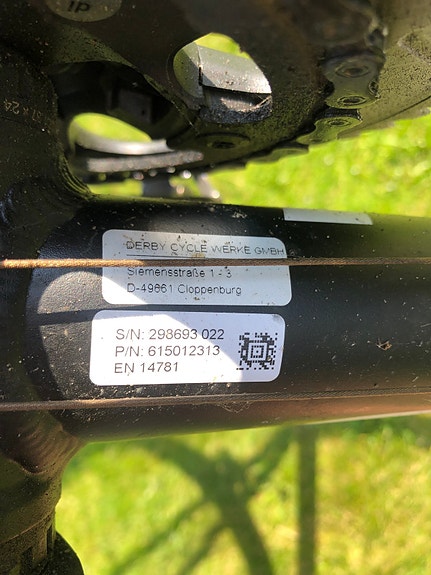 DERBY CYCLE WERKE GMBH
Siemensstraße 1 - 3
D-49661 Cloppenburg
S/N: 298693 022
P/N: 615012313
EN 14781